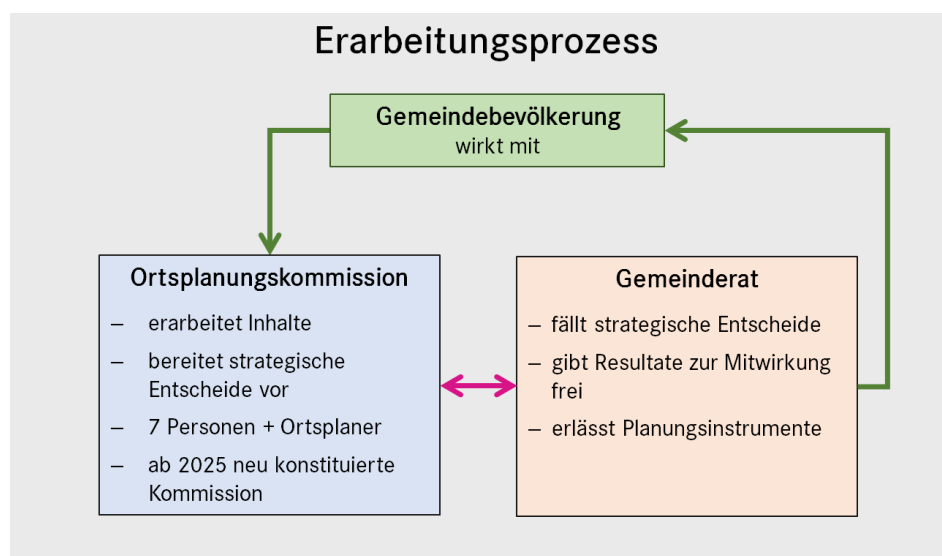 Erarbeitungsprozess
Gemeindebevölkerung
wirkt mit
Ortsplanungskommission
– erarbeitet Inhalte
– bereitet strategische
Entscheide vor
– 7 Personen + Ortsplaner
– ab 2025 neu konstituierte
Kommission
Gemeinderat
– fällt strategische Entscheide
– gibt Resultate zur Mitwirkung
frei
– erlässt Planungsinstrumente